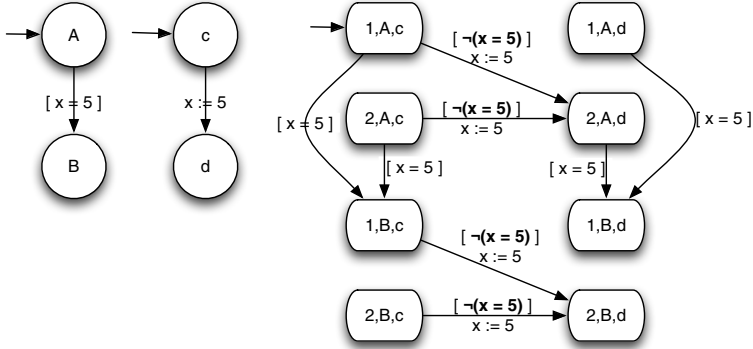 A
c
[ x = 5 ]
x := 5
B
d
1,A,c
1,A,d
[ ¬(x = 5) ]
x := 5
2,A,c
[ ¬(x = 5) ]
x := 5
2,A,d
[ x = 5 ]
[ x = 5 ]
[ x = 5 ]
[ x = 5 ]
1,B,c
1,B,d
[ ¬(x = 5) ]
x := 5
2,B,c
[ ¬(x = 5) ]
x := 5
2,B,d